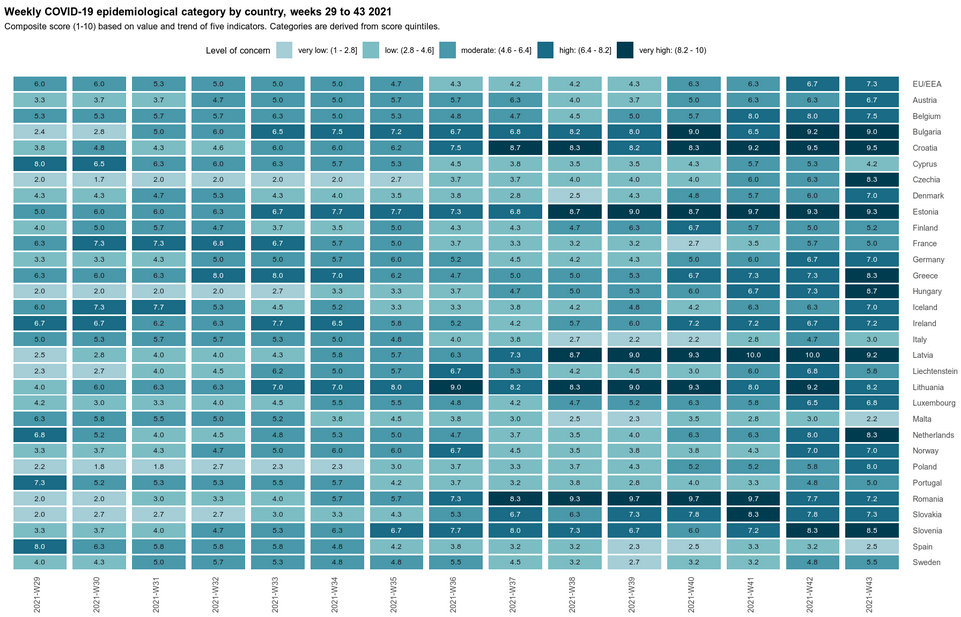 Weekly COVID-19 epidemiological category by country, weeks 29 to 43 2021
Composite score (1-10) based on value and trend of five indicators. Categories are derived from score quintiles.
Level of concern very low: (1 - 2.8] low: (2.8 - 4.6] moderate: (4.6 - 6.4] high: (6.4 - 8.2] very high: (8.2 - 10)
6.0 6.0 5.3 5.0 5.0 5.0 4.7 4.3 4.2 4.2 4.3 6.3 6.3 6.7 7.3 EU/EEA
3.3 3.7 3.7 4.7 5.0 5.0 5.7 5.7 6.3 4.0 3.7 5.0 6.3 6.3 6.7 Austria
5.3 5.3 5.7 5.7 6.3 5.0 5.3 4.8 4.7 4.5 5.0 5.7 8.0 8.0 7.5 Belgium
2.4 2.8 5.0 6.0 6.5 7.5 7.2 6.7 6.8 8.2 8.0 9.0 6.5 9.2 9.0 Bulgaria
3.8 4.8 4.3 4.6 6.0 6.0 6.2 7.5 8.7 8.3 8.2 8.3 9.2 9.5 9.5 Croatia
8.0 6.5 6.3 6.0 6.3 5.7 5.3 4.5 3.8 3.5 3.5 4.3 5.7 5.3 4.2 Cyprus
2.0 1.7 2.0 2.0 2.0 2.0 2.7 3.7 3.7 4.0 4.0 4.0 6.0 6.3 8.3 Czechia
4.3 4.3 4.7 5.3 4.3 4.0 3.5 3.8 2.8 2.5 4.3 4.8 5.7 6.0 7.0 Denmark
5.0 6.0 6.0 6.3 6.7 7.7 7.7 7.3 6.8 8.7 9.0 8.7 9.7 9.3 9.3 Estonia
4.0 5.0 5.7 4.7 3.7 3.5 5.0 4.3 4.3 4.7 6.3 6.7 5.7 5.0 5.2 Finland
6.3 7.3 7.3 6.8 6.7 5.7 5.0 3.7 3.3 3.2 3.2 2.7 3.5 5.7 5.0 France
3.3 3.3 4.3 5.0 5.0 5.7 6.0 5.2 4.5 4.2 4.3 5.0 6.0 6.7 7.0 Germany
6.3 6.0 6.3 8.0 8.0 7.0 6.2 4.7 5.0 5.0 5.3 6.7 7.3 7.3 8.3 Greece
2.0 2.0 2.0 2.0 2.7 3.3 3.3 3.7 4.7 5.0 5.3 6.0 6.7 7.3 8.7 Hungary
6.0 7.3 7.7 5.3 4.5 5.2 3.3 3.3 3.8 4.2 4.8 4.2 6.3 6.3 7.0 Iceland
6.7 6.7 6.2 6.3 7.7 6.5 5.8 5.2 4.2 5.7 6.0 7.2 7.2 6.7 7.2 Ireland
5.0 5.3 5.7 5.7 5.3 5.0 4.8 4.0 3.8 2.7 2.2 2.2 2.8 4.7 3.0 Italy
2.5 2.8 4.0 4.0 4.3 5.8 5.7 6.3 7.3 8.7 9.0 9.3 10.0 10.0 9.2 Latvia
2.3 2.7 4.0 4.5 6.2 5.0 5.7 6.7 5.3 4.2 4.5 3.0 6.0 6.8 5.8 Liechtenstein
4.0 6.0 6.3 6.3 7.0 7.0 8.0 9.0 8.2 8.3 9.0 9.3 8.0 9.2 8.2 Lithuania
4.2 3.0 3.3 4.0 4.5 5.5 5.5 4.8 4.2 4.7 5.2 6.3 5.8 6.5 6.8 Luxembourg
6.3 5.8 5.5 5.0 5.2 3.8 4.5 3.8 3.0 2.5 2.3 3.5 2.8 3.0 2.2 Malta
6.8 5.2 4.0 4.5 4.8 5.3 5.0 4.7 3.7 3.5 4.0 6.3 6.3 8.0 8.3 Netherlands
3.3 3.7 4.3 4.7 5.0 6.0 6.0 6.7 4.5 3.5 3.8 3.8 4.3 7.0 7.0 Norway
2.2 1.8 1.8 2.7 2.3 2.3 3.0 3.7 3.3 3.7 4.3 5.2 5.2 5.8 8.0 Poland
7.3 5.2 5.3 5.3 5.5 5.7 4.2 3.7 3.2 3.8 2.8 4.0 3.3 4.8 5.0 Portugal
2.0 2.0 3.0 3.3 4.0 5.7 5.7 7.3 8.3 9.3 9.7 9.7 9.7 7.7 7.2 Romania
2.0 2.7 2.7 2.7 3.0 3.3 4.3 5.3 6.7 6.3 7.3 7.8 8.3 7.8 7.3 Slovakia
3.3 3.7 4.0 4.7 5.3 6.3 6.7 7.7 8.0 7.3 6.7 6.0 7.2 8.3 8.5 Slovenia
8.0 6.3 5.8 5.8 5.8 4.8 4.2 3.8 3.2 3.2 2.3 2.5 3.3 3.2 2.5 Spain
4.0 4.3 5.0 5.7 5.3 4.8 4.8 5.5 4.5 3.2 2.7 3.2 3.2 4.8 5.5 Sweden
2021-W29 2021-W30 2021-W31 2021-W32 2021-W33 2021-W34 2021-W35 2021-W36 2021-W37 2021-W38 2021-W39 2021-W40 2021-W41 2021-W42 2021-W43